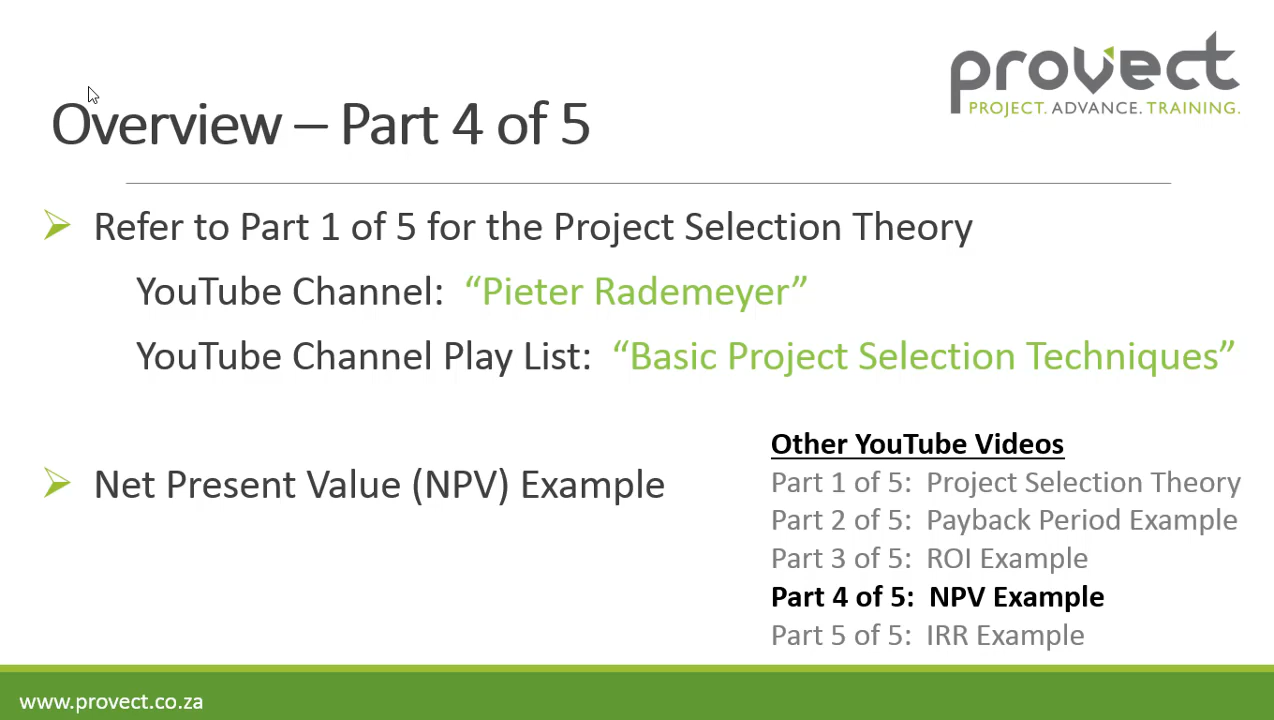 provect
PROJECT. ADVANCE. TRAINING.
Overview – Part 4 of 5
Refer to Part 1 of 5 for the Project Selection Theory
YouTube Channel: “Pieter Rademeyer”
YouTube Channel Play List: “Basic Project Selection Techniques”
Net Present Value (NPV) Example
Other YouTube Videos
Part 1 of 5: Project Selection Theory
Part 2 of 5: Payback Period Example
Part 3 of 5: ROI Example
Part 4 of 5: NPV Example
Part 5 of 5: IRR Example
www.provect.co.za